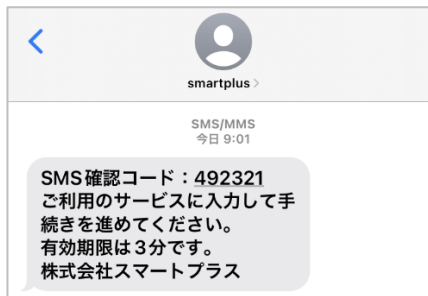 smartplus
SMS/MMS
今日 9:01
SMS確認コード：492321
ご利用のサービスに入力して手
続きを進めてください。
有効期限は3分です。
株式会社スマートプラス